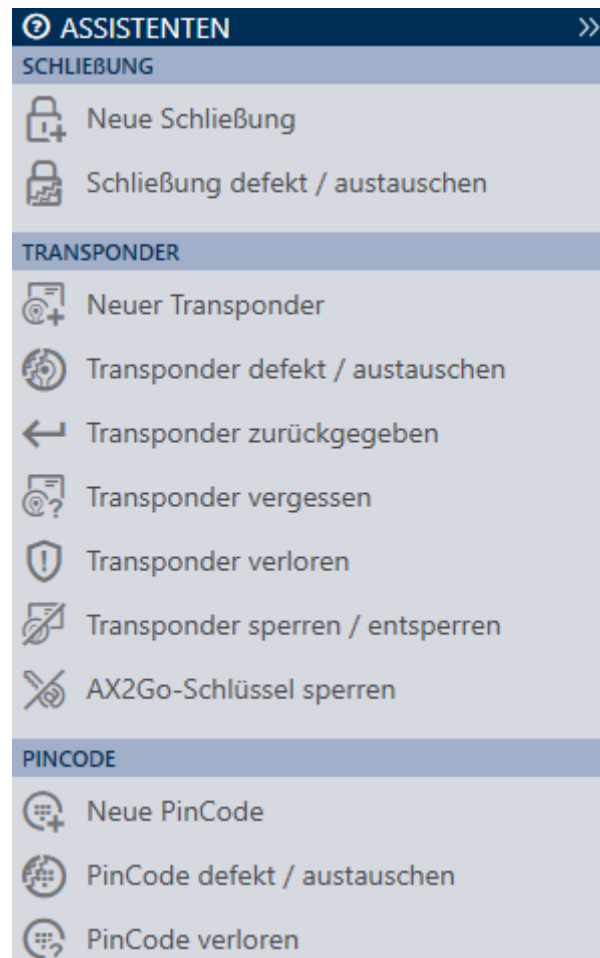 ASSISTENTEN
SCHLIEßUNG
Neue Schließung
Schließung defekt / austauschen
TRANSPONDER
Neuer Transponder
Transponder defekt / austauschen
Transponder zurückgegeben
Transponder vergessen
Transponder verloren
Transponder sperren / entsperren
AX2Go-Schlüssel sperren
PINCODE
Neue PinCode
PinCode defekt / austauschen
PinCode verloren